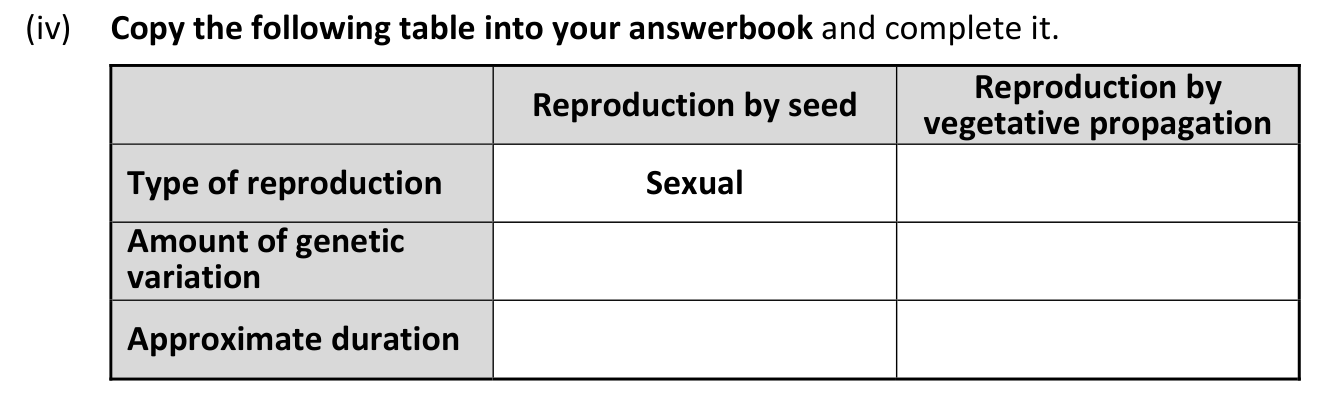 (iv) Copy the following table into your answerbook and complete it.
Reproduction by seed
Reproduction by
vegetative propagation
Type of reproduction
Sexual
Amount of genetic
variation
Approximate duration